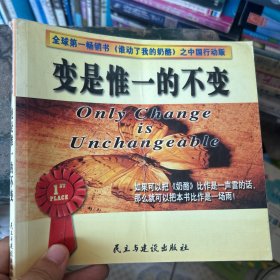 全球第一畅销书《谁动了我的奶酪》之中国行动版
变是惟一的不变
Only Change
is
Unchangeable
1ST
PLACE
如果可以把《奶酪》比作是一声雷的话,
那么就可以把本书比作是一场雨!
民主与建设出版社